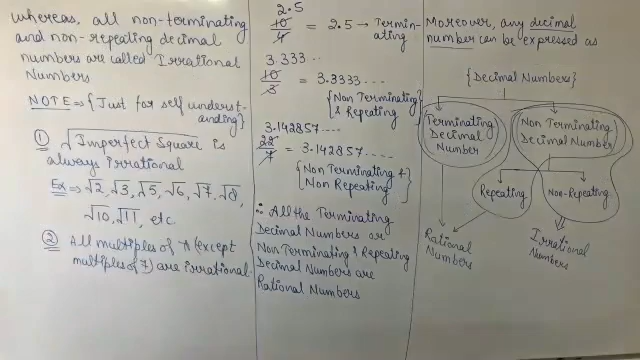 whereas, all non-terminating
and non-repeating decimal
numbers are called Irrational
Numbers
NOTE ⇒ {Just for self underst-
anding}
① √Imperfect Square is
always irrational
Ex ⇒ √2, √3, √5, √6, √7, √8,
√10, √11, etc
② All multiples of π (except
multiples of 7) are irrational.
2.5
10/4 = 2.5 → Termin-
ating
3.333..
10/3 = 3.3333....
{Non Terminating
& Repeating}
3.142857...
22/7 = 3.142857....
{Non Terminating +
Non Repeating}
∴ All the Terminating
Decimal Numbers or
Non Terminating & Repeating
Decimal Numbers are
Rational Numbers
Moreover, any decimal
number can be expressed as
{Decimal Numbers}
Terminating
Decimal
Number
Non Terminating
Decimal Number
Repeating
Non-Repeating
Rational
Numbers
Irrational
Numbers